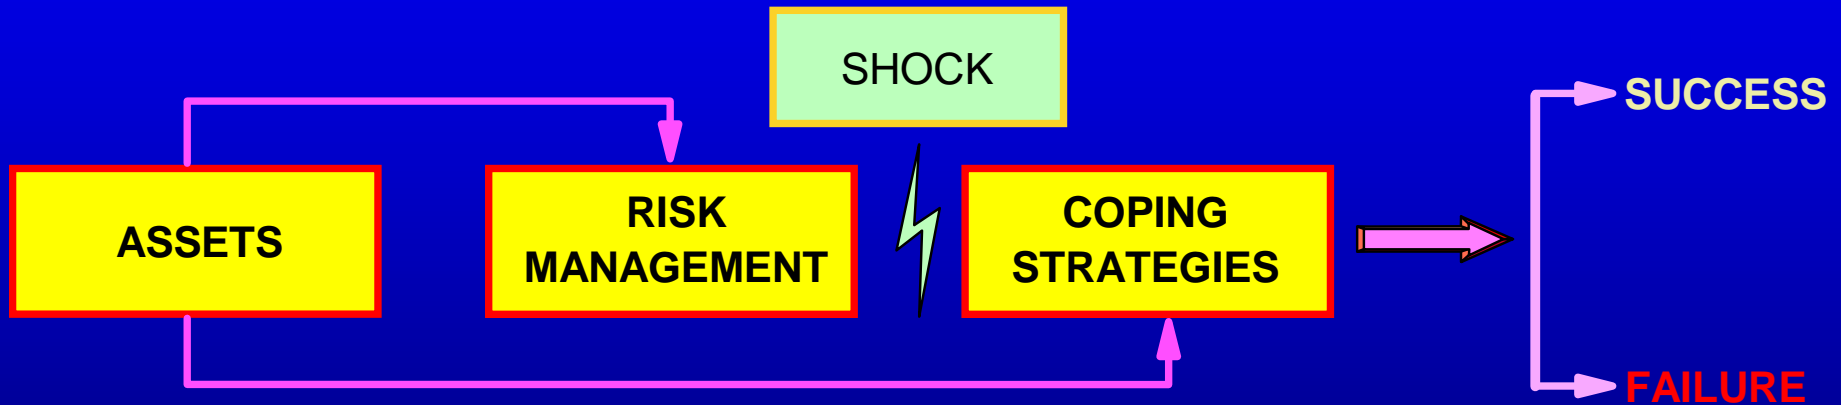 SHOCK
SUCCESS
ASSETS
RISK
MANAGEMENT
COPING
STRATEGIES
FAILURE